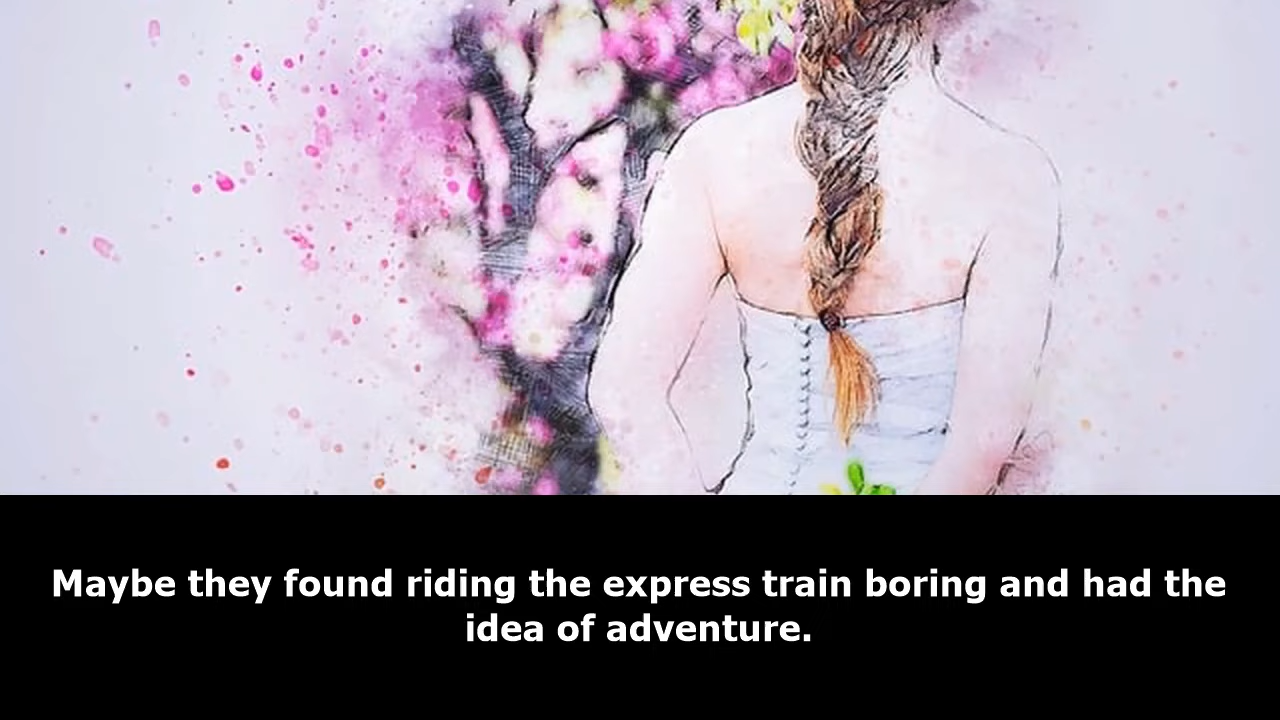 Maybe they found riding the express train boring and had the
idea of adventure.